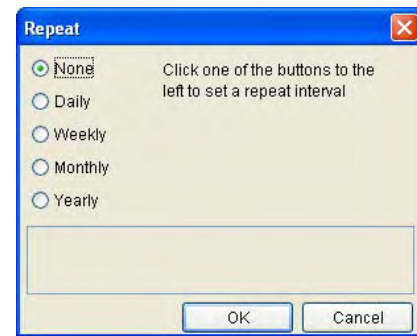 Repeat
None
Click one of the buttons to the
left to set a repeat interval
Daily
Weekly
Monthly
Yearly
OK
Cancel